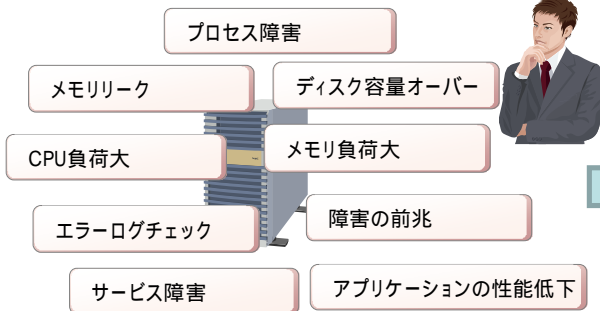 プロセス障害
メモリリーク
ディスク容量オーバー
CPU負荷大
メモリ負荷大
エラーログチェック
障害の前兆
サービス障害
アプリケーションの性能低下